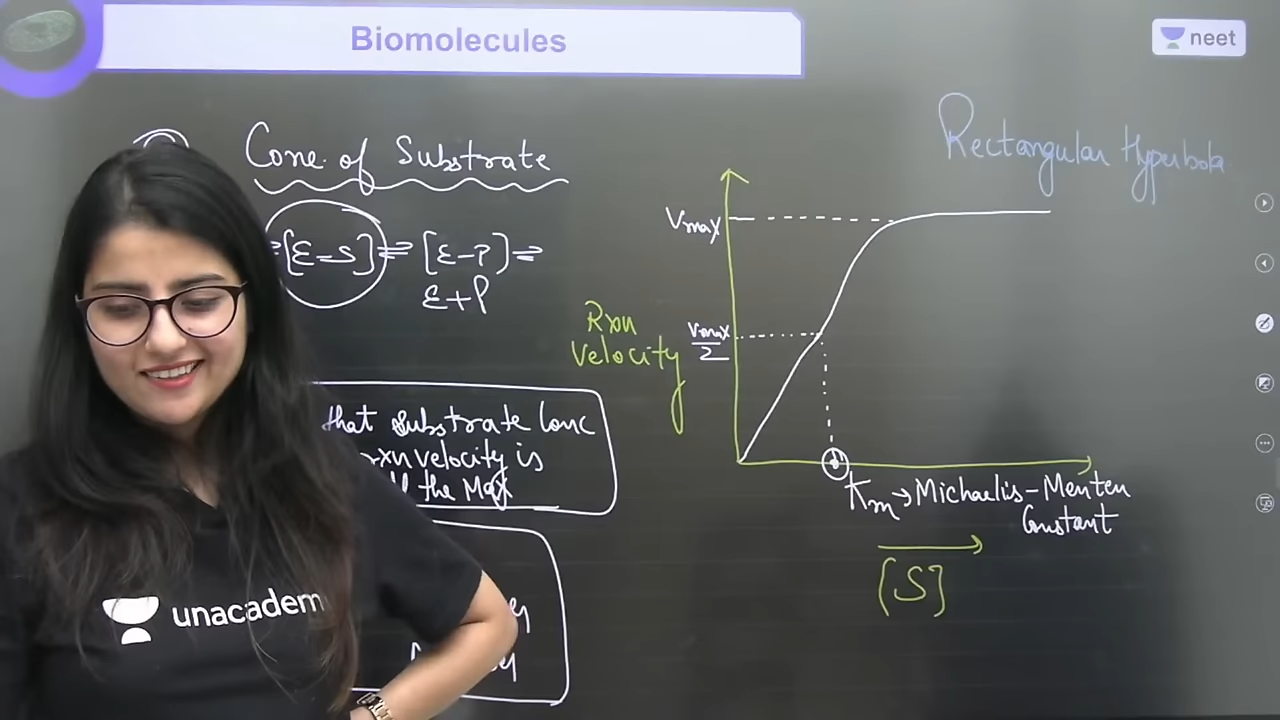 Biomolecules
neet
Rectangular Hyperbola
Conc. of Substrate
[E-S] ⇌ [E-P] ⇌
E+P
Vmax
Rxn
Velocity
Vmax
2
that substrate Conc
rxn velocity is
the Max
Km → Michaelis-Menten
Constant
[S]
unacadem